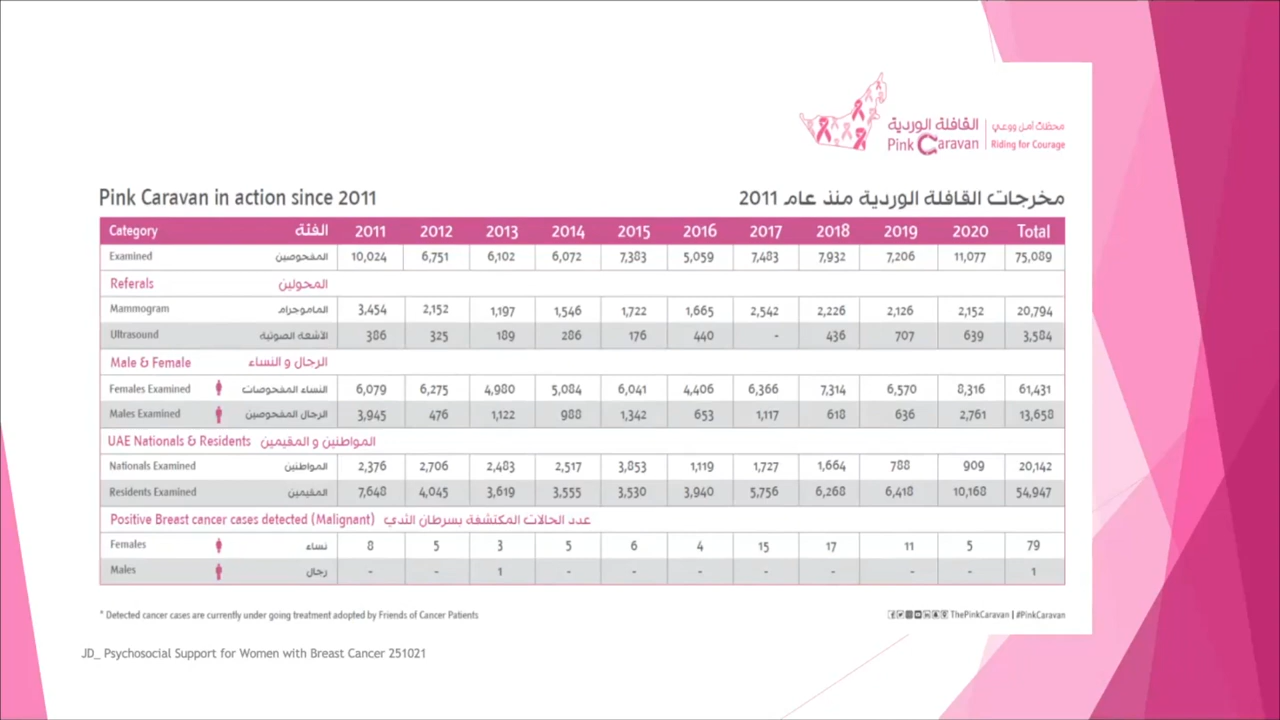 القافلة الوردية
Pink Caravan
محطات أمل ووعي
Riding for Courage
Pink Caravan in action since 2011 مخرجات القافلة الوردية منذ عام 2011
Category الفئة 2011 2012 2013 2014 2015 2016 2017 2018 2019 2020 Total
Examined المفحوصين 10,024 6,751 6,102 6,072 7,383 5,059 7,483 7,932 7,206 11,077 75,089
Referals المحولين
Mammogram الماموجرام 3,454 2,152 1,197 1,546 1,722 1,665 2,542 2,226 2,126 2,152 20,794
Ultrasound الأشعة الصوتية 386 325 189 286 176 440 - 436 707 639 3,584
Male & Female الرجال و النساء
Females Examined النساء المفحوصات 6,079 6,275 4,980 5,084 6,041 4,406 6,366 7,314 6,570 8,316 61,431
Males Examined الرجال المفحوصين 3,945 476 1,122 988 1,342 653 1,117 618 636 2,761 13,658
UAE Nationals & Residents المواطنين و المقيمين
Nationals Examined المواطنين 2,376 2,706 2,483 2,517 3,853 1,119 1,727 1,664 788 909 20,142
Residents Examined المقيمين 7,648 4,045 3,619 3,555 3,530 3,940 5,756 6,268 6,418 10,168 54,947
Positive Breast cancer cases detected (Malignant) عدد الحالات المكتشفة بسرطان الثدي
Females نساء 8 5 3 5 6 4 15 17 11 5 79
Males رجال - - 1 - - - - - - - 1
* Detected cancer cases are currently under going treatment adopted by Friends of Cancer Patients
ThePinkCaravan | #PinkCaravan
JD_ Psychosocial Support for Women with Breast Cancer 251021